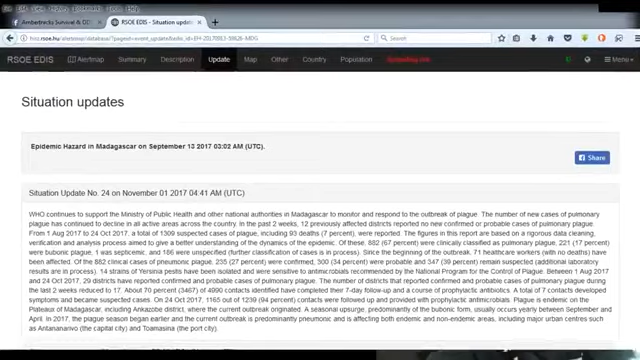 Ambertnecks Survival & DD
RSOE EDIS - Situation updat
RSOE EDIS
Alertmap
Summary
Description
Update
Map
Other
Country
Population
Menu
Situation updates
Epidemic Hazard in Madagascar on September 13 2017 03:02 AM (UTC).
Share
Situation Update No. 24 on November 01 2017 04:41 AM (UTC)
WHO continues to support the Ministry of Public Health and other national authorities in Madagascar to monitor and respond to the outbreak of plague. The number of new cases of pulmonary
plague has continued to decline in all active areas across the country. In the past 2 weeks, 12 previously affected districts reported no new confirmed or probable cases of pulmonary plague.
From 1 Aug 2017 to 24 Oct 2017, a total of 1309 suspected cases of plague, including 93 deaths (7 percent), were reported. The figures in this report are based on a rigorous data cleaning,
verification and analysis process aimed to give a better understanding of the dynamics of the epidemic. Of these, 882 (67 percent) were clinically classified as pulmonary plague, 221 (17 percent)
were bubonic plague, 1 was septicemic, and 186 were unspecified (further classification of cases is in process). Since the beginning of the outbreak, 71 healthcare workers (with no deaths) have
been affected. Of the 882 clinical cases of pneumonic plague, 235 (27 percent) were confirmed, 300 (34 percent) were probable and 347 (39 percent) remain suspected (additional laboratory
results are in process). 14 strains of Yersinia pestis have been isolated and were sensitive to antimicrobials recommended by the National Program for the Control of Plague. Between 1 Aug 2017
and 24 Oct 2017, 29 districts have reported confirmed and probable cases of plague. The number of districts that reported confirmed and probable cases of pulmonary plague during
the last 2 weeks reduced to 17. About 70 percent (3467) of 4990 contacts identified have completed their 7-day follow-up and a course of prophylactic antibiotics. A total of 7 contacts developed
symptoms and became suspected cases. On 24 Oct 2017, 1165 out of 1239 (94 percent) contacts were followed up and provided with prophylactic antimicrobials. Plague is endemic on the
Plateaux of Madagascar, including Ankazobe district, where the current outbreak originated. A seasonal upsurge, predominantly of the bubonic form, usually occurs yearly between September and
April. In 2017, the plague season began earlier and the current outbreak is predominantly pneumonic and is affecting both endemic and non-endemic areas, including major urban centres such
as Antananarivo (the capital city) and Toamasina (the port city).